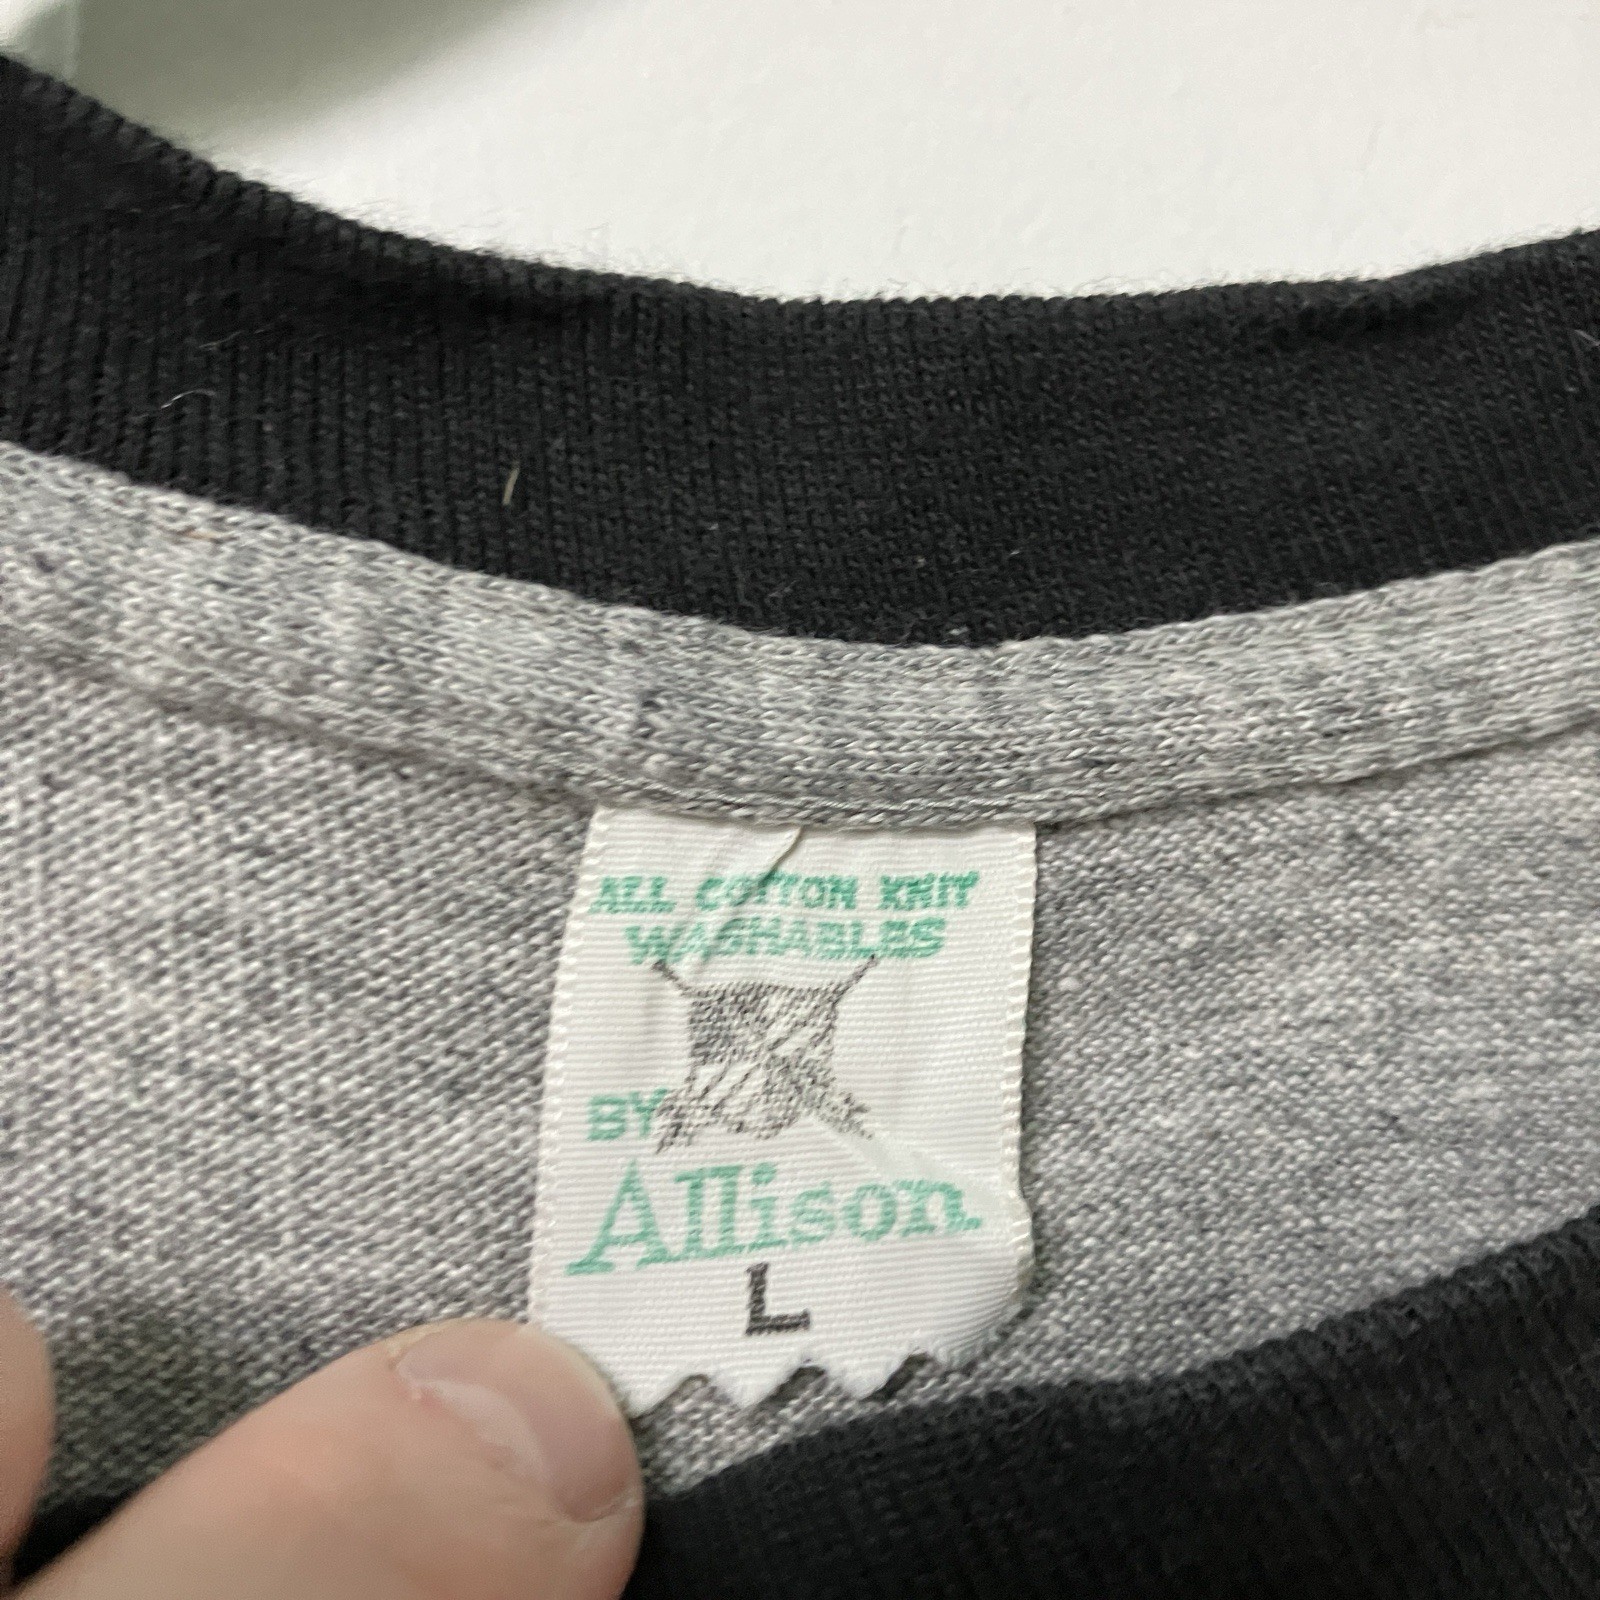 ALL COTTON KNIT
WASHABLES
BY
Allison
L